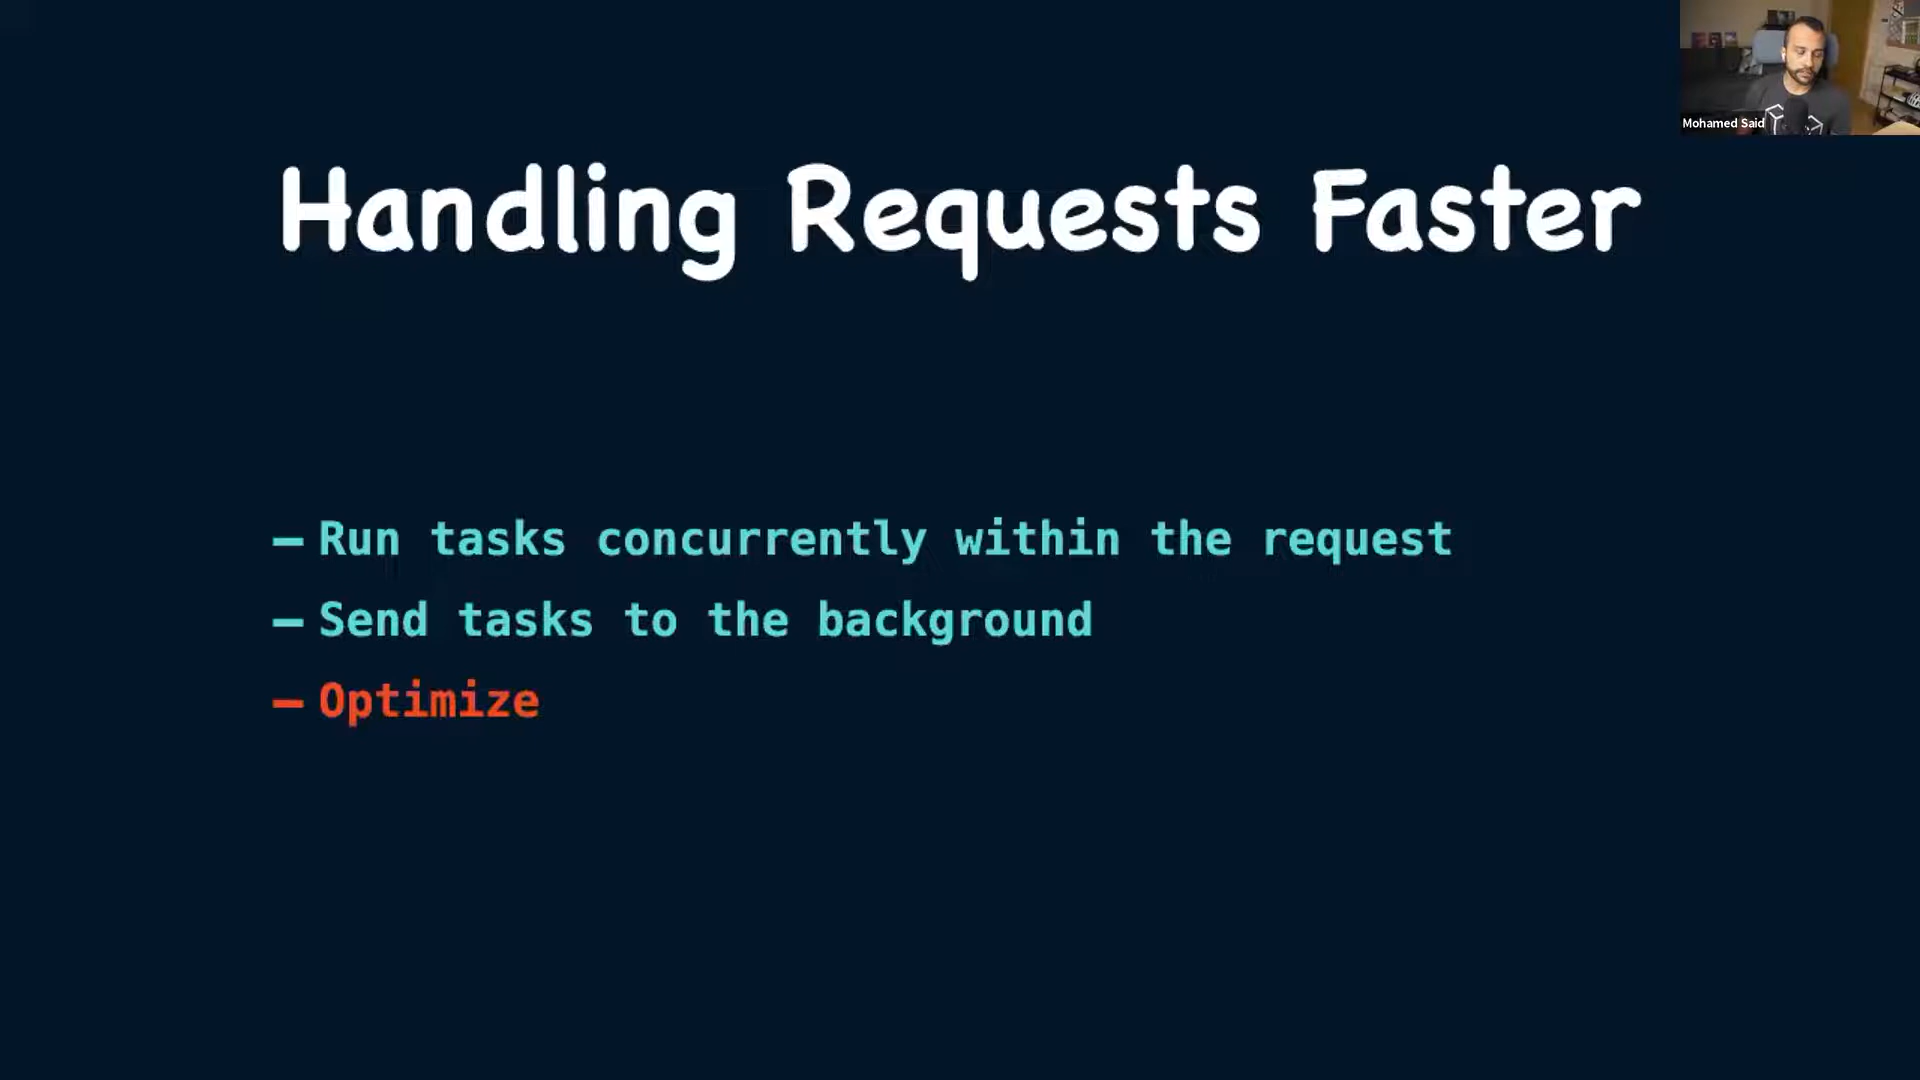 Mohamed Said
Handling Requests Faster
– Run tasks concurrently within the request
– Send tasks to the background
– Optimize